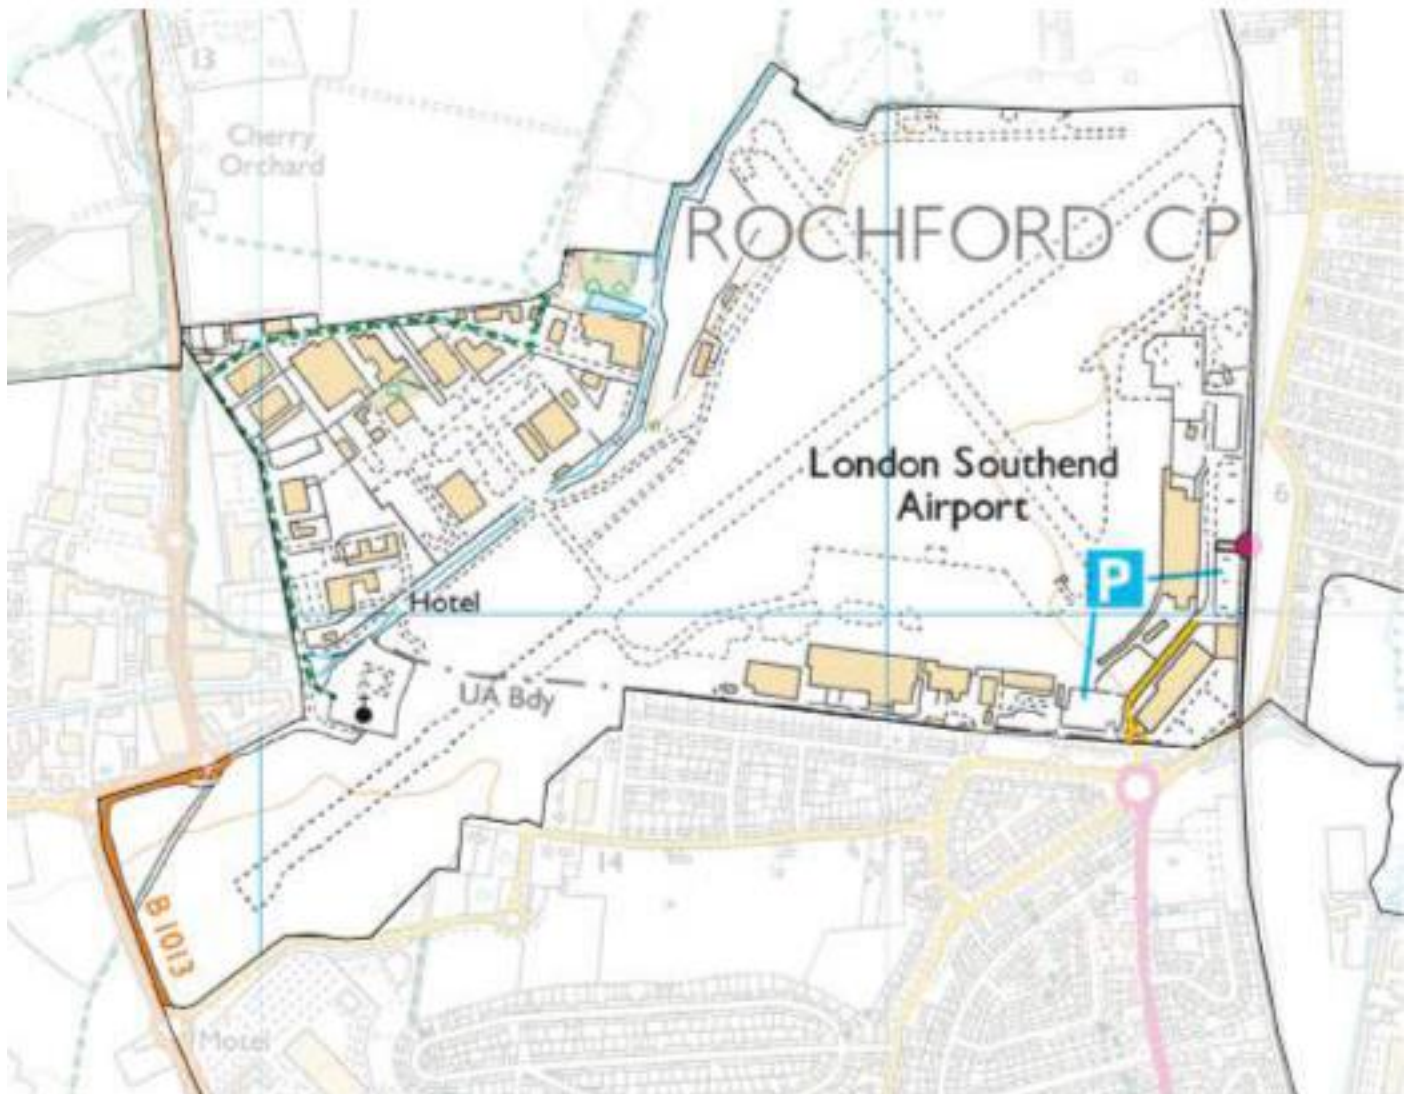 13
Cherry
Orchard
ROCHFORD CP
London Southend
Airport
6
P
Hotel
UA Bdy
14
B 1013
Motel